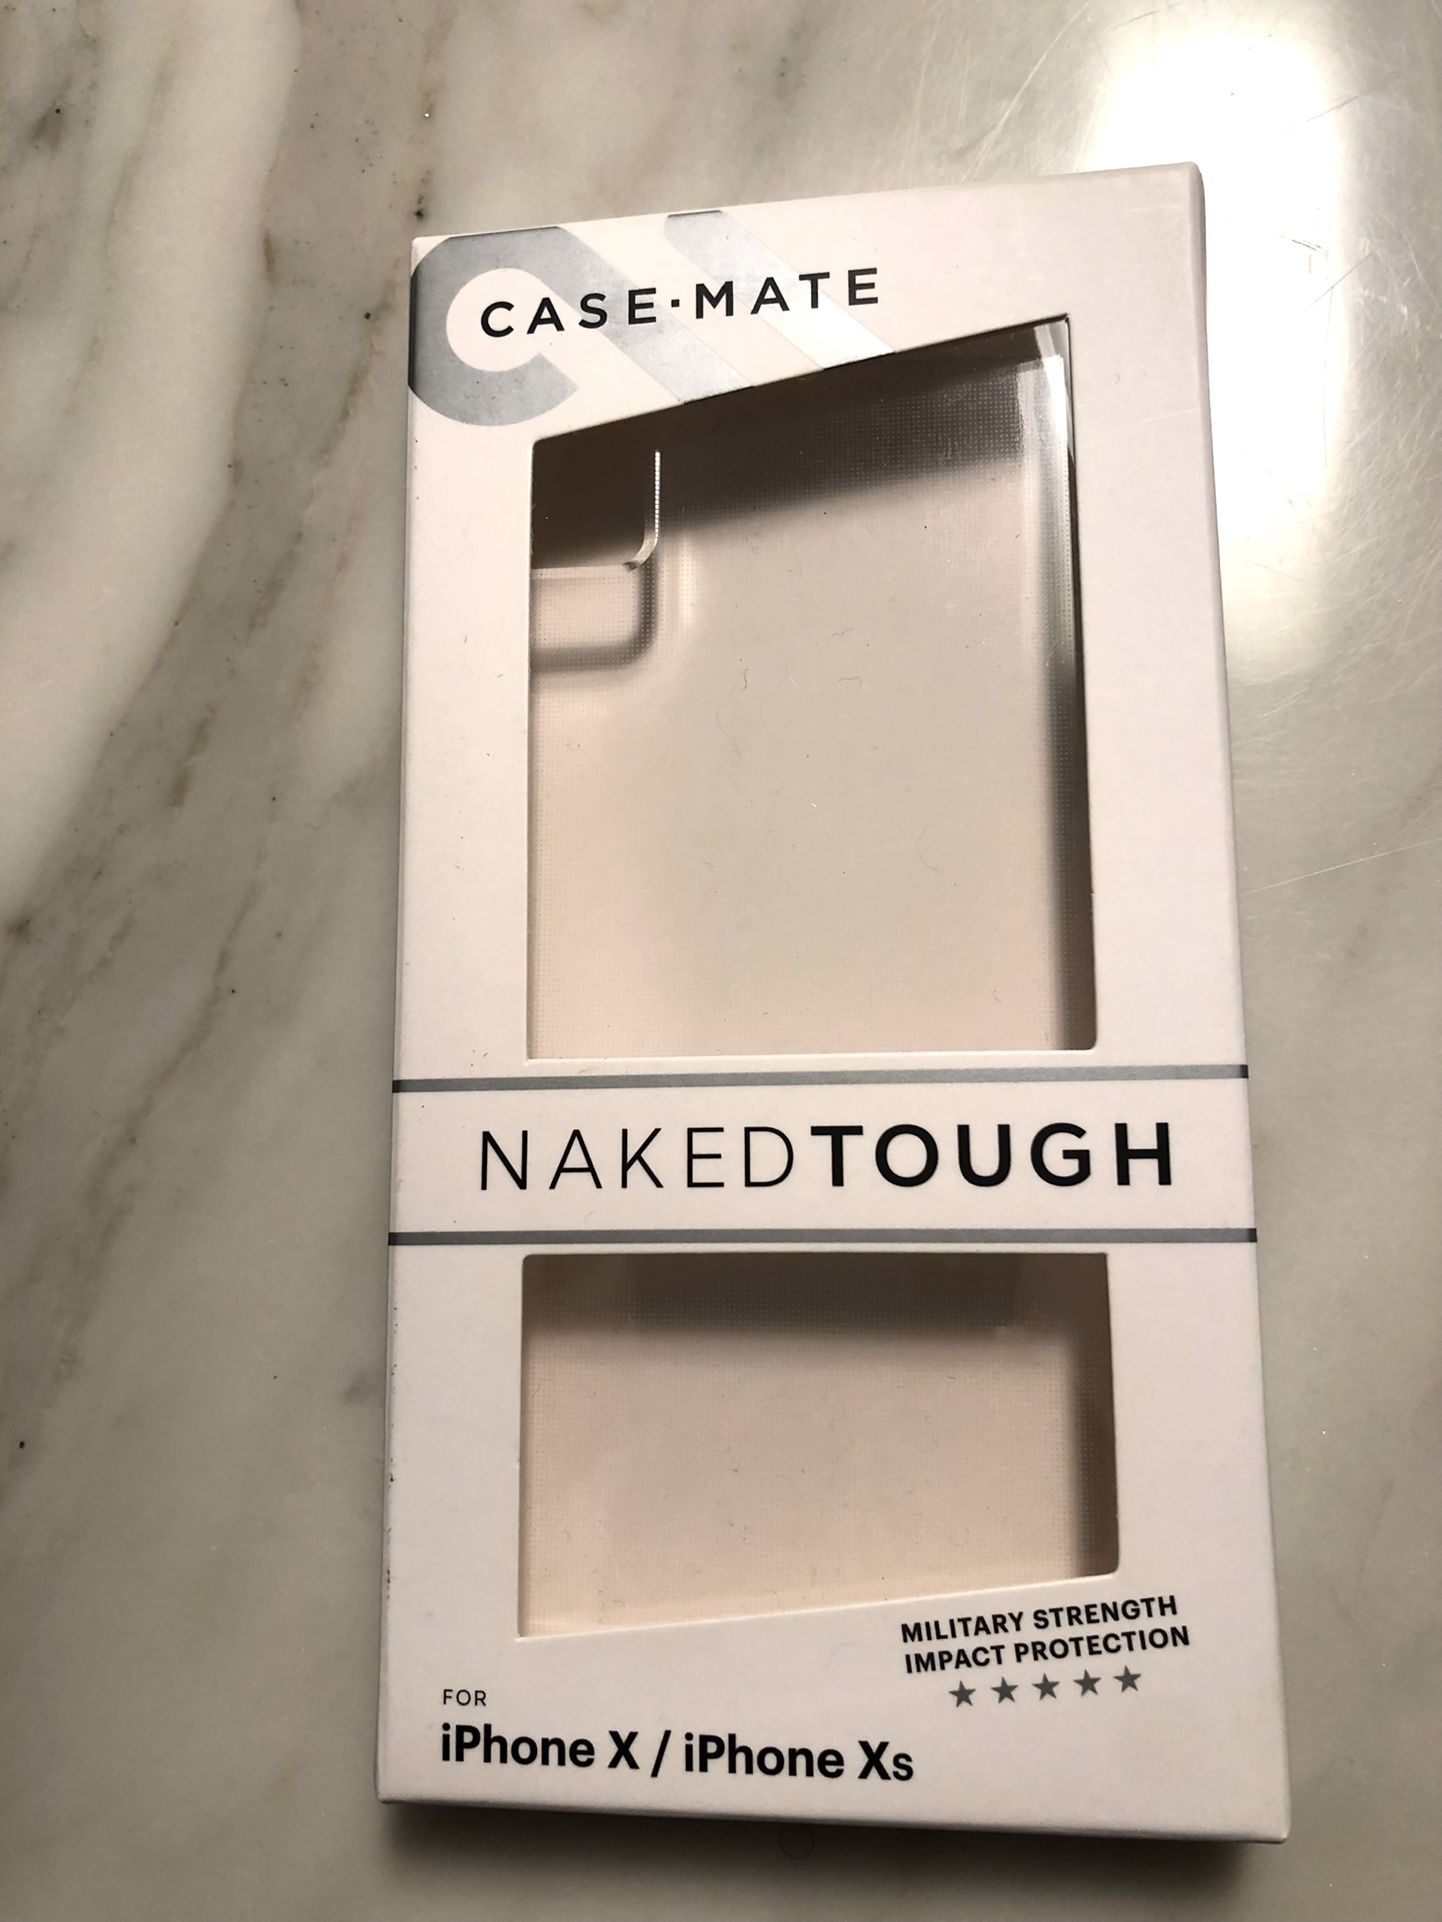 CASE·MATE
NAKEDTOUGH
MILITARY STRENGTH
IMPACT PROTECTION
FOR
iPhone X / iPhone Xs